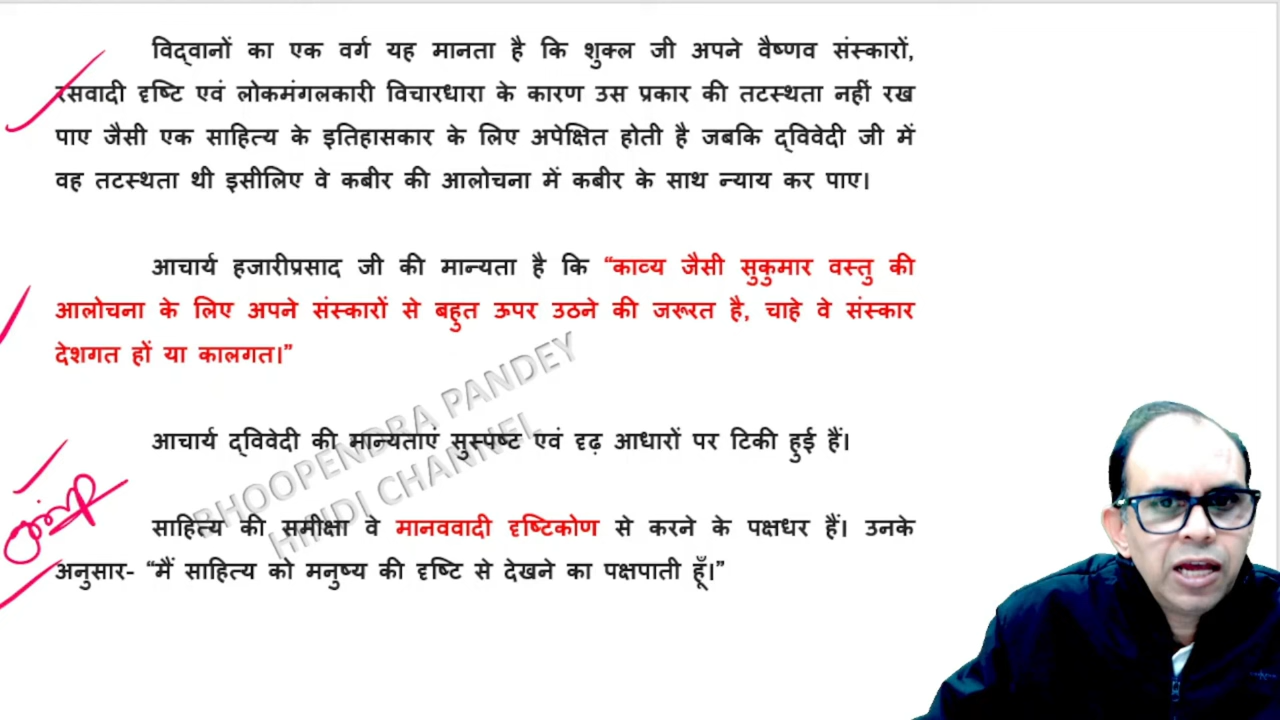 विद्वानों का एक वर्ग यह मानता है कि शुक्ल जी अपने वैष्णव संस्कारों,
रसवादी दृष्टि एवं लोकमंगलकारी विचारधारा के कारण उस प्रकार की तटस्थता नहीं रख
पाए जैसी एक साहित्य के इतिहासकार के लिए अपेक्षित होती है जबकि द्विवेदी जी में
वह तटस्थता थी इसीलिए वे कबीर की आलोचना में कबीर के साथ न्याय कर पाए।
आचार्य हजारीप्रसाद जी की मान्यता है कि “काव्य जैसी सुकुमार वस्तु की
आलोचना के लिए अपने संस्कारों से बहुत ऊपर उठने की जरूरत है, चाहे वे संस्कार
देशगत हों या कालगत।”
आचार्य द्विवेदी की मान्यताएं सुस्पष्ट एवं दृढ़ आधारों पर टिकी हुई हैं।
साहित्य की समीक्षा वे मानववादी दृष्टिकोण से करने के पक्षधर हैं। उनके
अनुसार- “मैं साहित्य को मनुष्य की दृष्टि से देखने का पक्षपाती हूँ।”
BHOOPENDRA PANDEY
HINDI CHANNEL